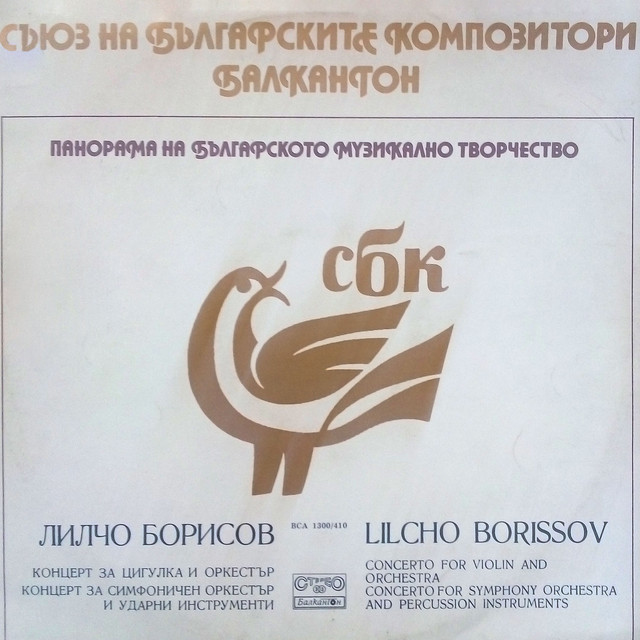 СЪЮЗ НА БЪЛГАРСКИТЕ КОМПОЗИТОРИ
БАЛКАНТОН
ПАНОРАМА НА БЪЛГАРСКОТО МУЗИКАЛНО ТВОРЧЕСТВО
сбк
ЛИЛЧО БОРИСОВ
ВСА 1300/410
LILCHO BORISSOV
КОНЦЕРТ ЗА ЦИГУЛКА И ОРКЕСТЪР
КОНЦЕРТ ЗА СИМФОНИЧЕН ОРКЕСТЪР
И УДАРНИ ИНСТРУМЕНТИ
СТЕРЕО
Балкантон
CONCERTO FOR VIOLIN AND
ORCHESTRA
CONCERTO FOR SYMPHONY ORCHESTRA
AND PERCUSSION INSTRUMENTS